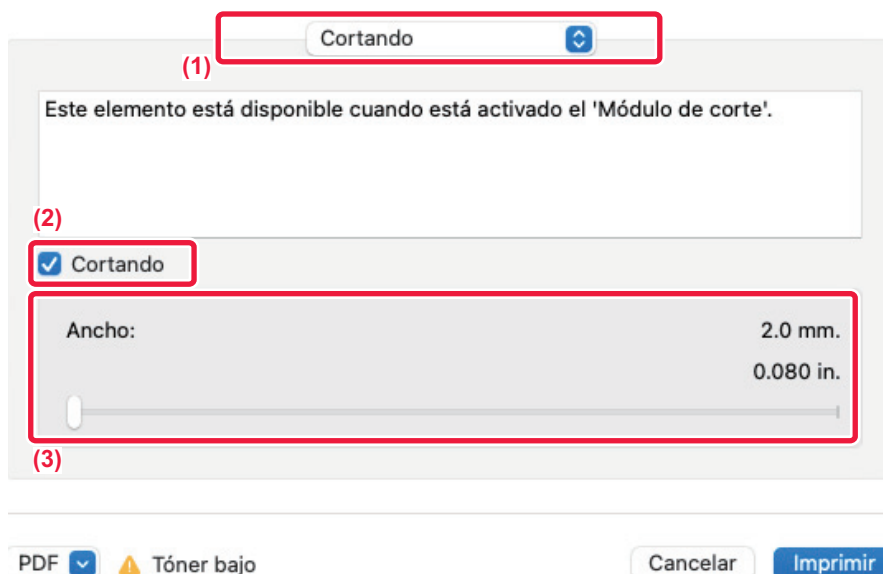 Cortando
(1)
Este elemento está disponible cuando está activado el 'Módulo de corte'.
(2)
Cortando
Ancho: 2.0 mm.
0.080 in.
(3)
PDF Tóner bajo Cancelar Imprimir